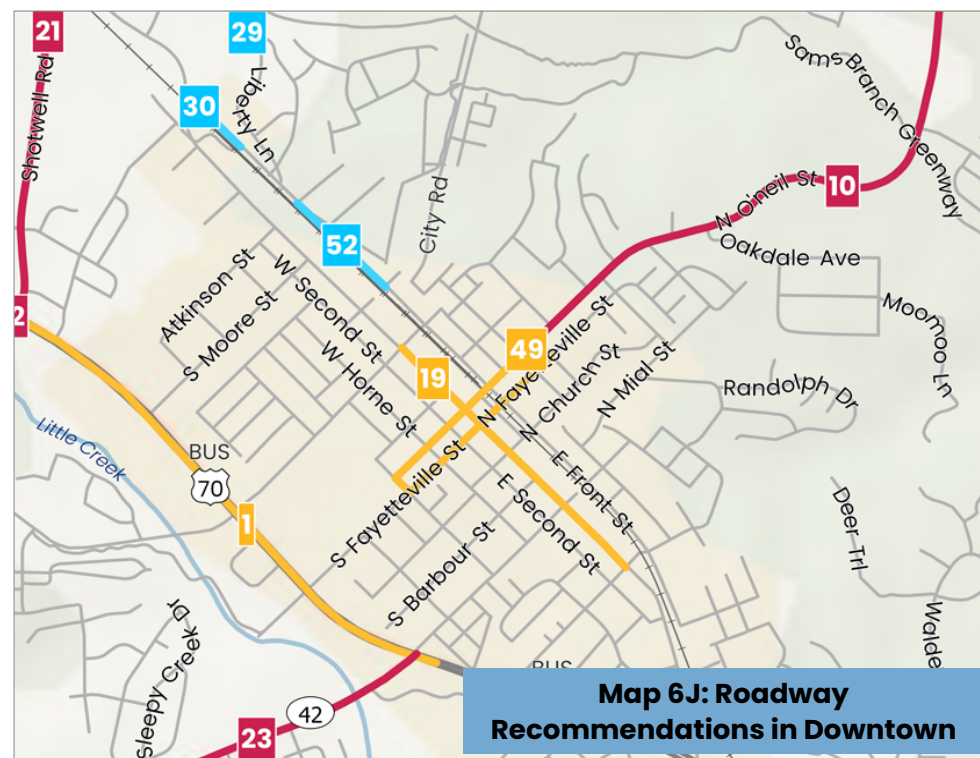 21
29
Shotwell Rd
30
Liberty Ln
Sams Branch Greenway
10
N O'neil St
City Rd
52
Oakdale Ave
Atkinson St
W Second St
S Moore St
2
Moomoo Ln
49
19
N Fayetteville St
N Church St
N Mial St
W Horne St
Randolph Dr
Little Creek
BUS
70
1
S Fayetteville St
E Front St
E Second St
Deer Trl
S Barbour St
Sleepy Creek Dr
Walde
BUS
42
23
Map 6J: Roadway
Recommendations in Downtown